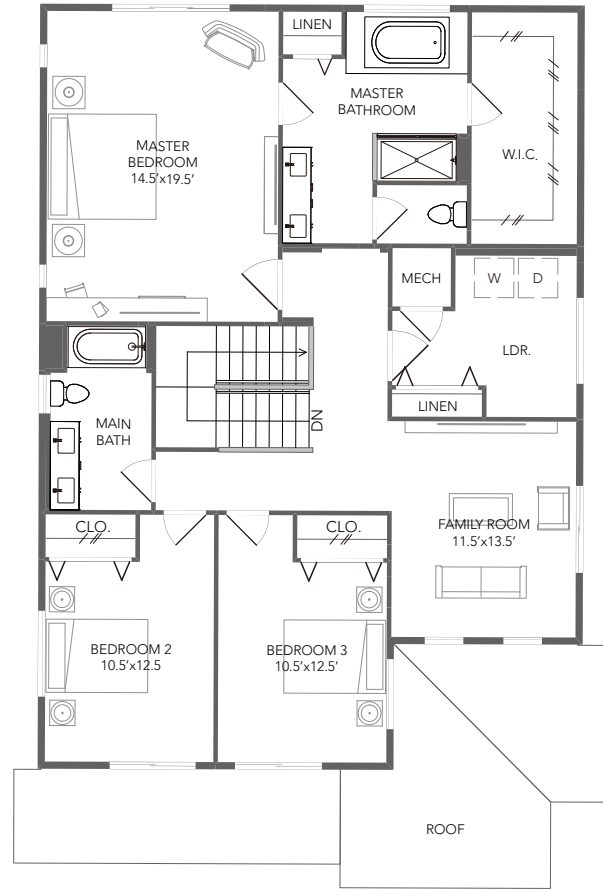 LINEN
MASTER
BATHROOM
MASTER
BEDROOM
14.5'x19.5'
W.I.C.
MECH
W
D
LDR.
LINEN
DN
MAIN
BATH
CLO.
CLO.
FAMILY ROOM
11.5'x13.5'
BEDROOM 2
10.5'x12.5
BEDROOM 3
10.5'x12.5'
ROOF